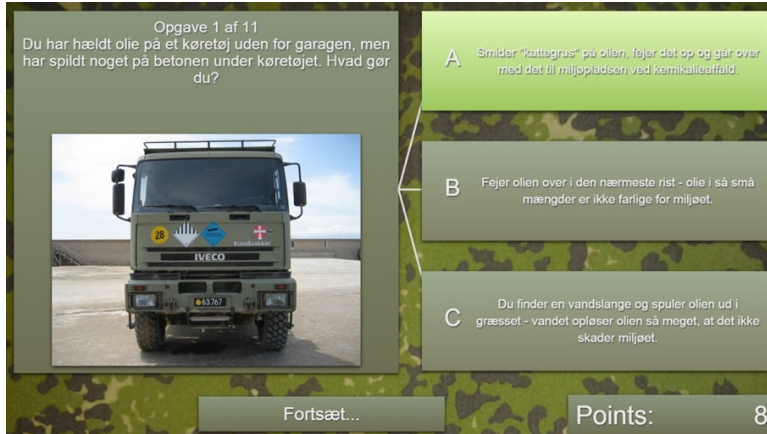 Opgave 1 af 11
Du har hældt olie på et køretøj uden for garagen, men
har spildt noget på betonen under køretøjet. Hvad gør
du?
28
IVECO
63.767
A
Smider "kattegrus" på olien, fejer det op og går over
med det til miljøpladsen ved kemikalieaffald.
B
Fejer olien over i den nærmeste rist - olie i så små
mængder er ikke farlige for miljøet.
C
Du finder en vandslange og spuler olien ud i
græsset - vandet opløser olien så meget, at det ikke
skader miljøet.
Fortsæt...
Points: 8